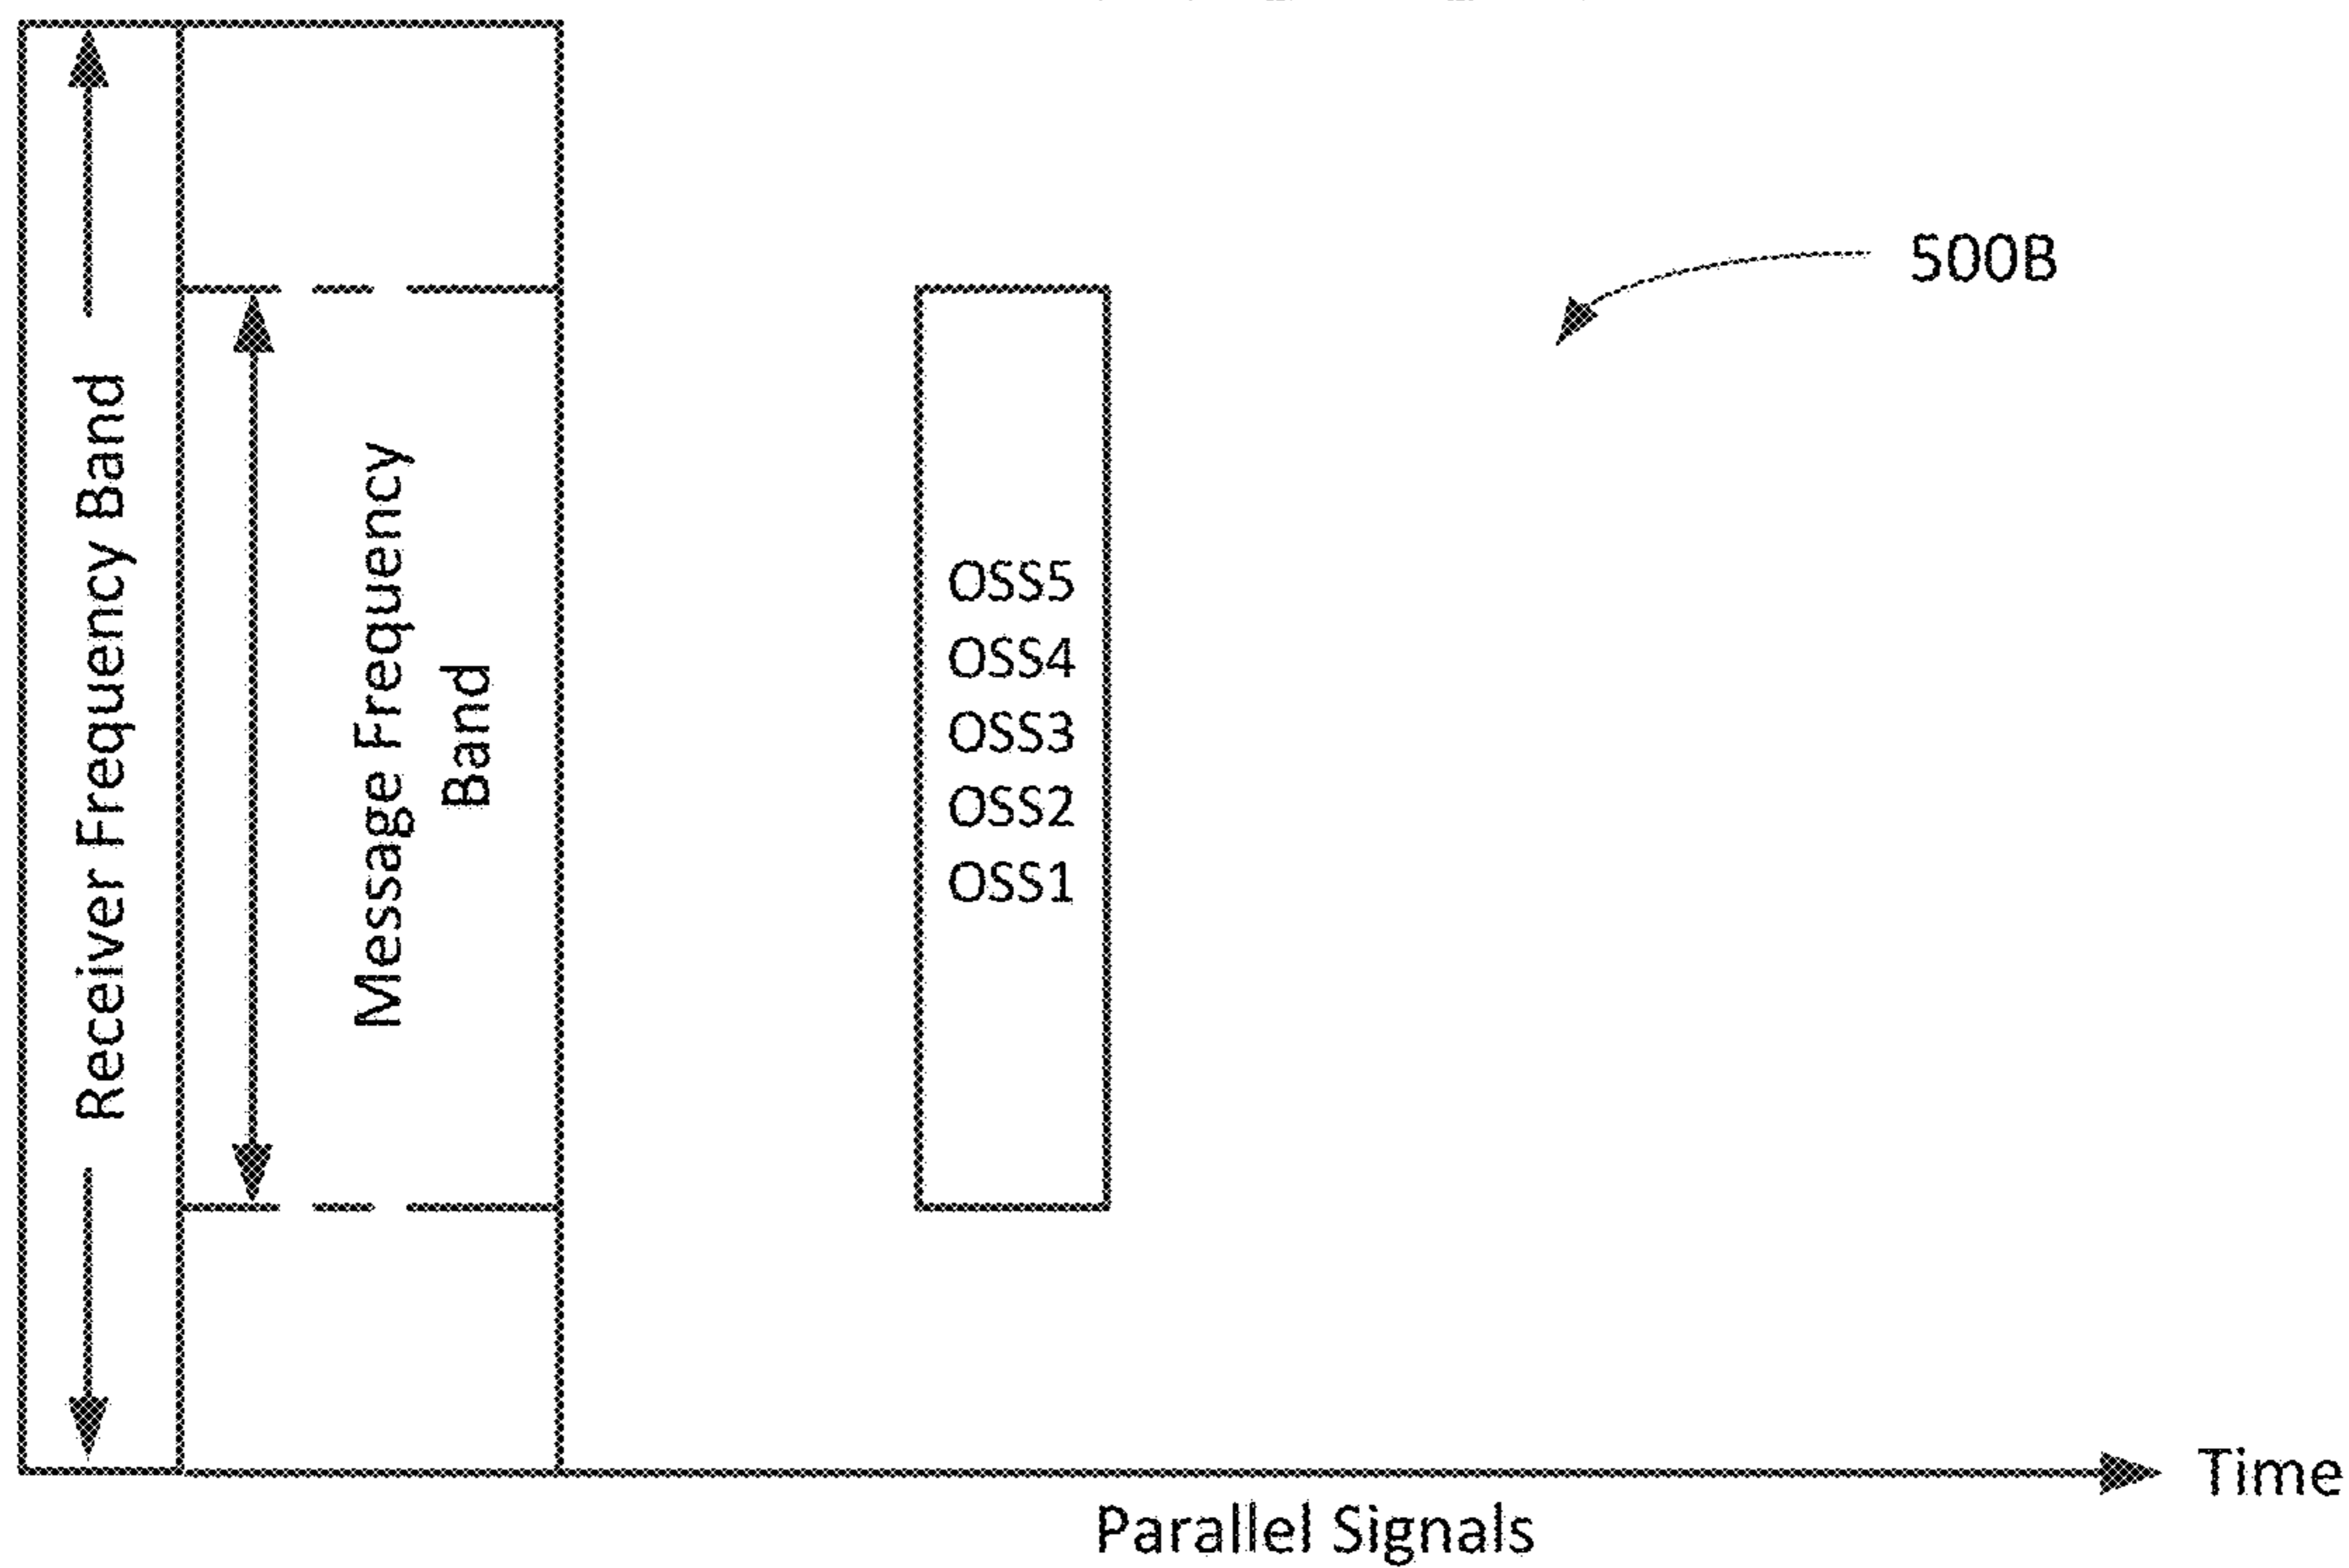 Receiver Frequency Band
Message Frequency
Band
500B
OSS5
OSS4
OSS3
OSS2
OSS1
Time
Parallel Signals